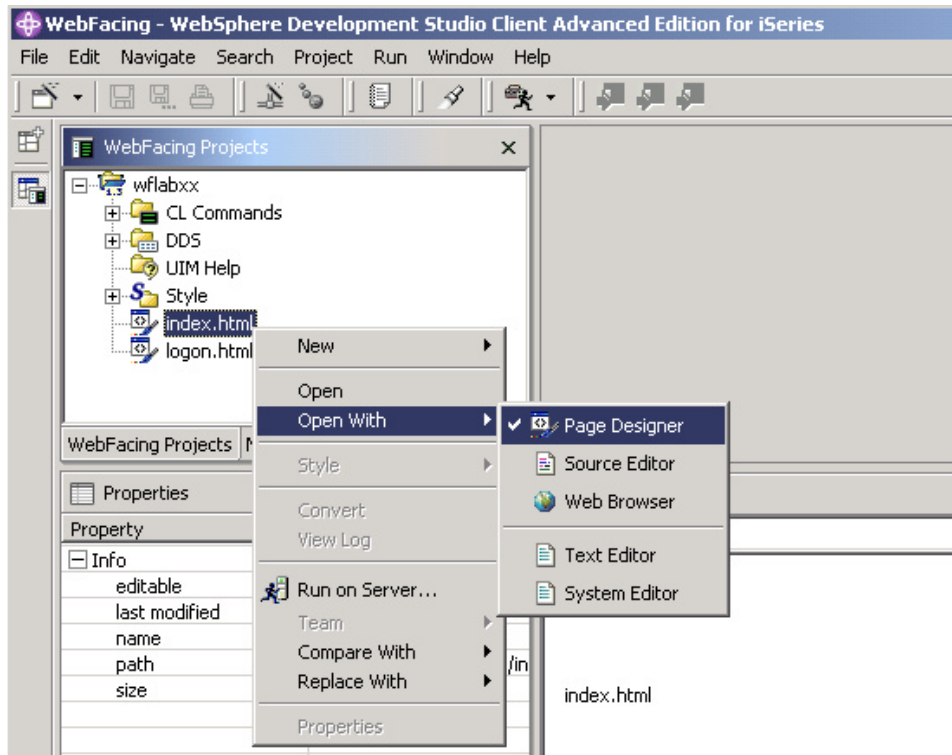 WebFacing - WebSphere Development Studio Client Advanced Edition for iSeries
File Edit Navigate Search Project Run Window Help
WebFacing Projects
wflabxx
CL Commands
DDS
UIM Help
Style
index.html
logon.html
New
Open
Open With
Style
Convert
View Log
Run on Server...
Team
Compare With
Replace With
Properties
Page Designer
Source Editor
Web Browser
Text Editor
System Editor
WebFacing Projects
Properties
Property
Info
editable
last modified
name
path
/in
size
index.html